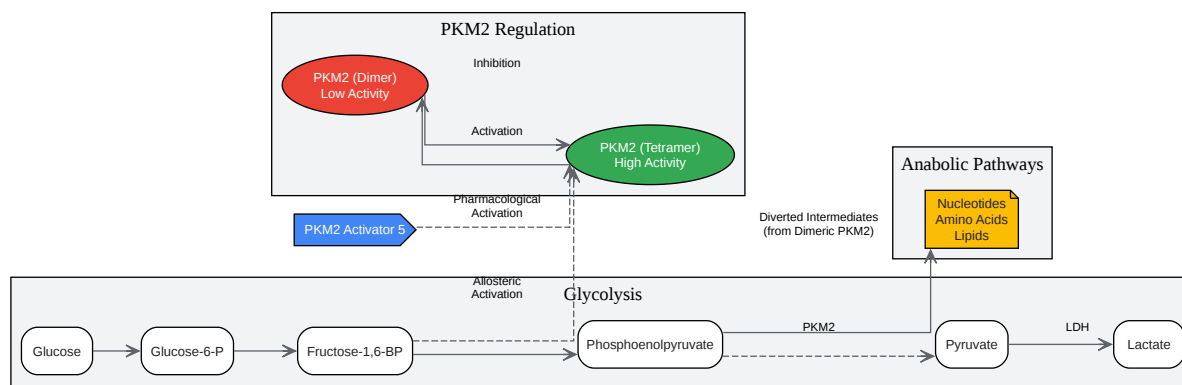 PKM2 Regulation
Inhibition
PKM2 (Dimer)
Low Activity
Activation
PKM2 (Tetramer)
High Activity
Anabolic Pathways
Nucleotides
Amino Acids
Lipids
Pharmacological
Activation
PKM2 Activator 5
Diverted Intermediates
(from Dimeric PKM2)
Allosteric
Activation
Glycolysis
PKM2
LDH
Glucose
Glucose-6-P
Fructose-1,6-BP
Phosphoenolpyruvate
Pyruvate
Lactate